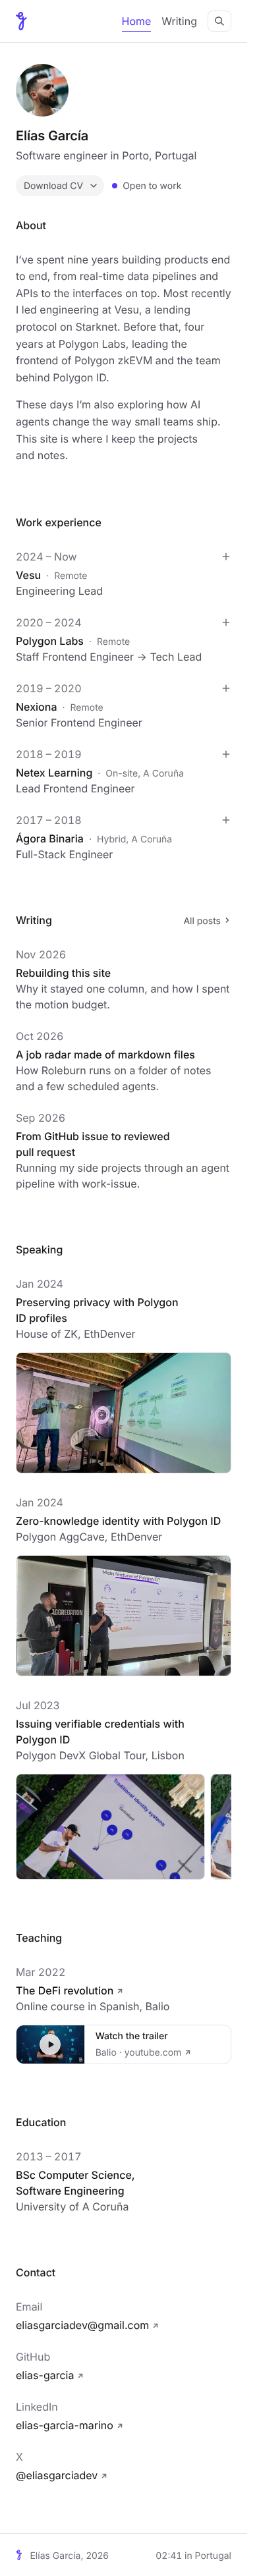 Home Writing
Elías García
Software engineer in Porto, Portugal
Download CV
Open to work
About
I’ve spent nine years building products end
to end, from real-time data pipelines and
APIs to the interfaces on top. Most recently
I led engineering at Vesu, a lending
protocol on Starknet. Before that, four
years at Polygon Labs, leading the
frontend of Polygon zkEVM and the team
behind Polygon ID.
These days I’m also exploring how AI
agents change the way small teams ship.
This site is where I keep the projects
and notes.
Work experience
2024 – Now
Vesu · Remote
Engineering Lead
2020 – 2024
Polygon Labs · Remote
Staff Frontend Engineer → Tech Lead
2019 – 2020
Nexiona · Remote
Senior Frontend Engineer
2018 – 2019
Netex Learning · On-site, A Coruña
Lead Frontend Engineer
2017 – 2018
Ágora Binaria · Hybrid, A Coruña
Full-Stack Engineer
Writing
All posts
Nov 2026
Rebuilding this site
Why it stayed one column, and how I spent
the motion budget.
Oct 2026
A job radar made of markdown files
How Roleburn runs on a folder of notes
and a few scheduled agents.
Sep 2026
From GitHub issue to reviewed
pull request
Running my side projects through an agent
pipeline with work-issue.
Speaking
Jan 2024
Preserving privacy with Polygon
ID profiles
House of ZK, EthDenver
Jan 2024
Zero-knowledge identity with Polygon ID
Polygon AggCave, EthDenver
AGGREGATION
Main features of Polygon ID
Jul 2023
Issuing verifiable credentials with
Polygon ID
Polygon DevX Global Tour, Lisbon
Traditional identity systems
Teaching
Mar 2022
The DeFi revolution ↗
Online course in Spanish, Balio
Watch the trailer
Balio · youtube.com ↗
Education
2013 – 2017
BSc Computer Science,
Software Engineering
University of A Coruña
Contact
Email
eliasgarciadev@gmail.com ↗
GitHub
elias-garcia ↗
LinkedIn
elias-garcia-marino ↗
X
@eliasgarciadev ↗
Elías García, 2026
02:41 in Portugal